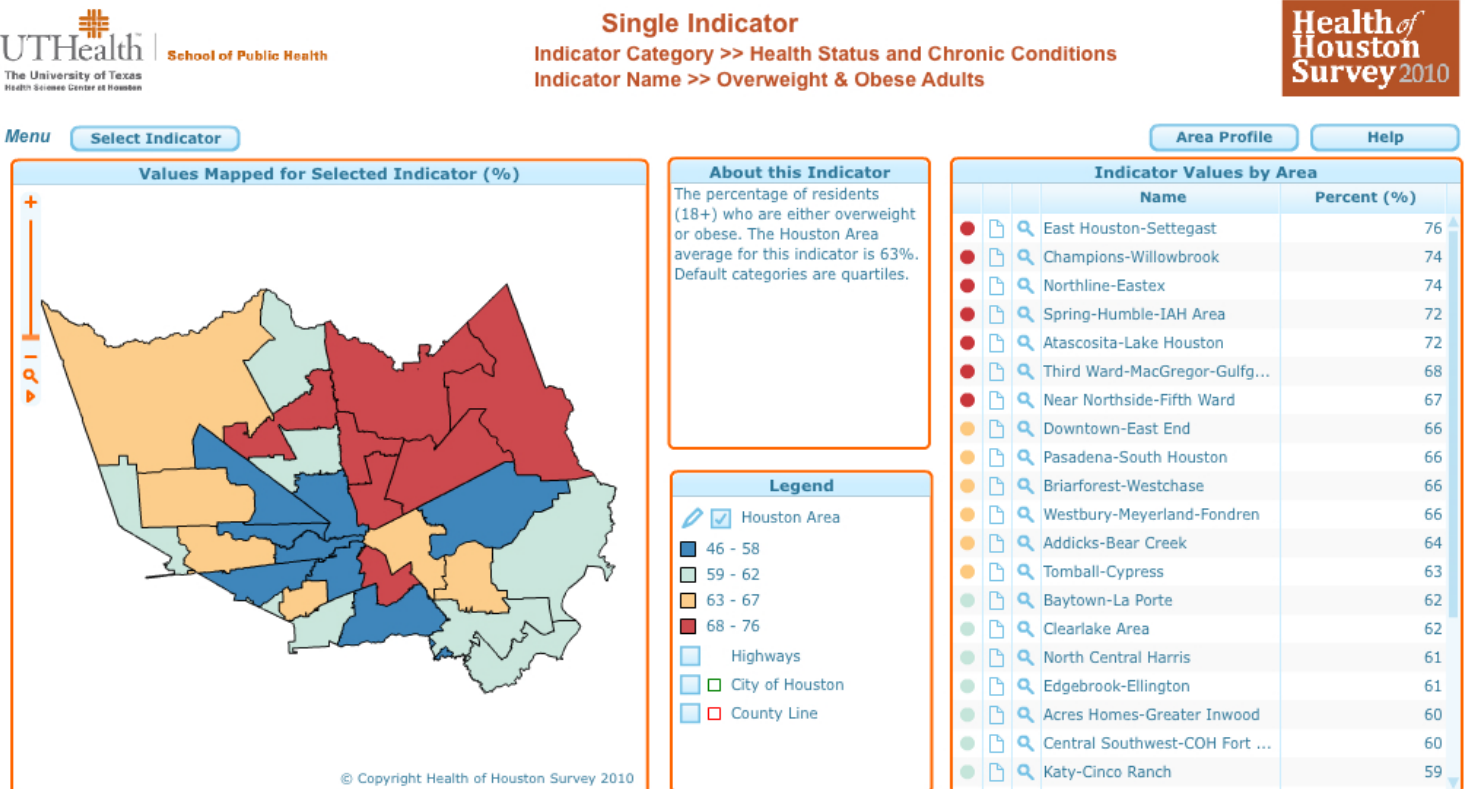 UTHealth
School of Public Health
The University of Texas
Health Science Center at Houston
Single Indicator
Indicator Category >> Health Status and Chronic Conditions
Indicator Name >> Overweight & Obese Adults
Health of
Houston
Survey 2010
Menu
Select Indicator
Area Profile
Help
Values Mapped for Selected Indicator (%)
© Copyright Health of Houston Survey 2010
About this Indicator
The percentage of residents
(18+) who are either overweight
or obese. The Houston Area
average for this indicator is 63%.
Default categories are quartiles.
Legend
Houston Area
46 - 58
59 - 62
63 - 67
68 - 76
Highways
City of Houston
County Line
Indicator Values by Area
Name Percent (%)
East Houston-Settegast 76
Champions-Willowbrook 74
Northline-Eastex 74
Spring-Humble-IAH Area 72
Atascosita-Lake Houston 72
Third Ward-MacGregor-Gulfg... 68
Near Northside-Fifth Ward 67
Downtown-East End 66
Pasadena-South Houston 66
Briarforest-Westchase 66
Westbury-Meyerland-Fondren 66
Addicks-Bear Creek 64
Tomball-Cypress 63
Baytown-La Porte 62
Clearlake Area 62
North Central Harris 61
Edgebrook-Ellington 61
Acres Homes-Greater Inwood 60
Central Southwest-COH Fort ... 60
Katy-Cinco Ranch 59